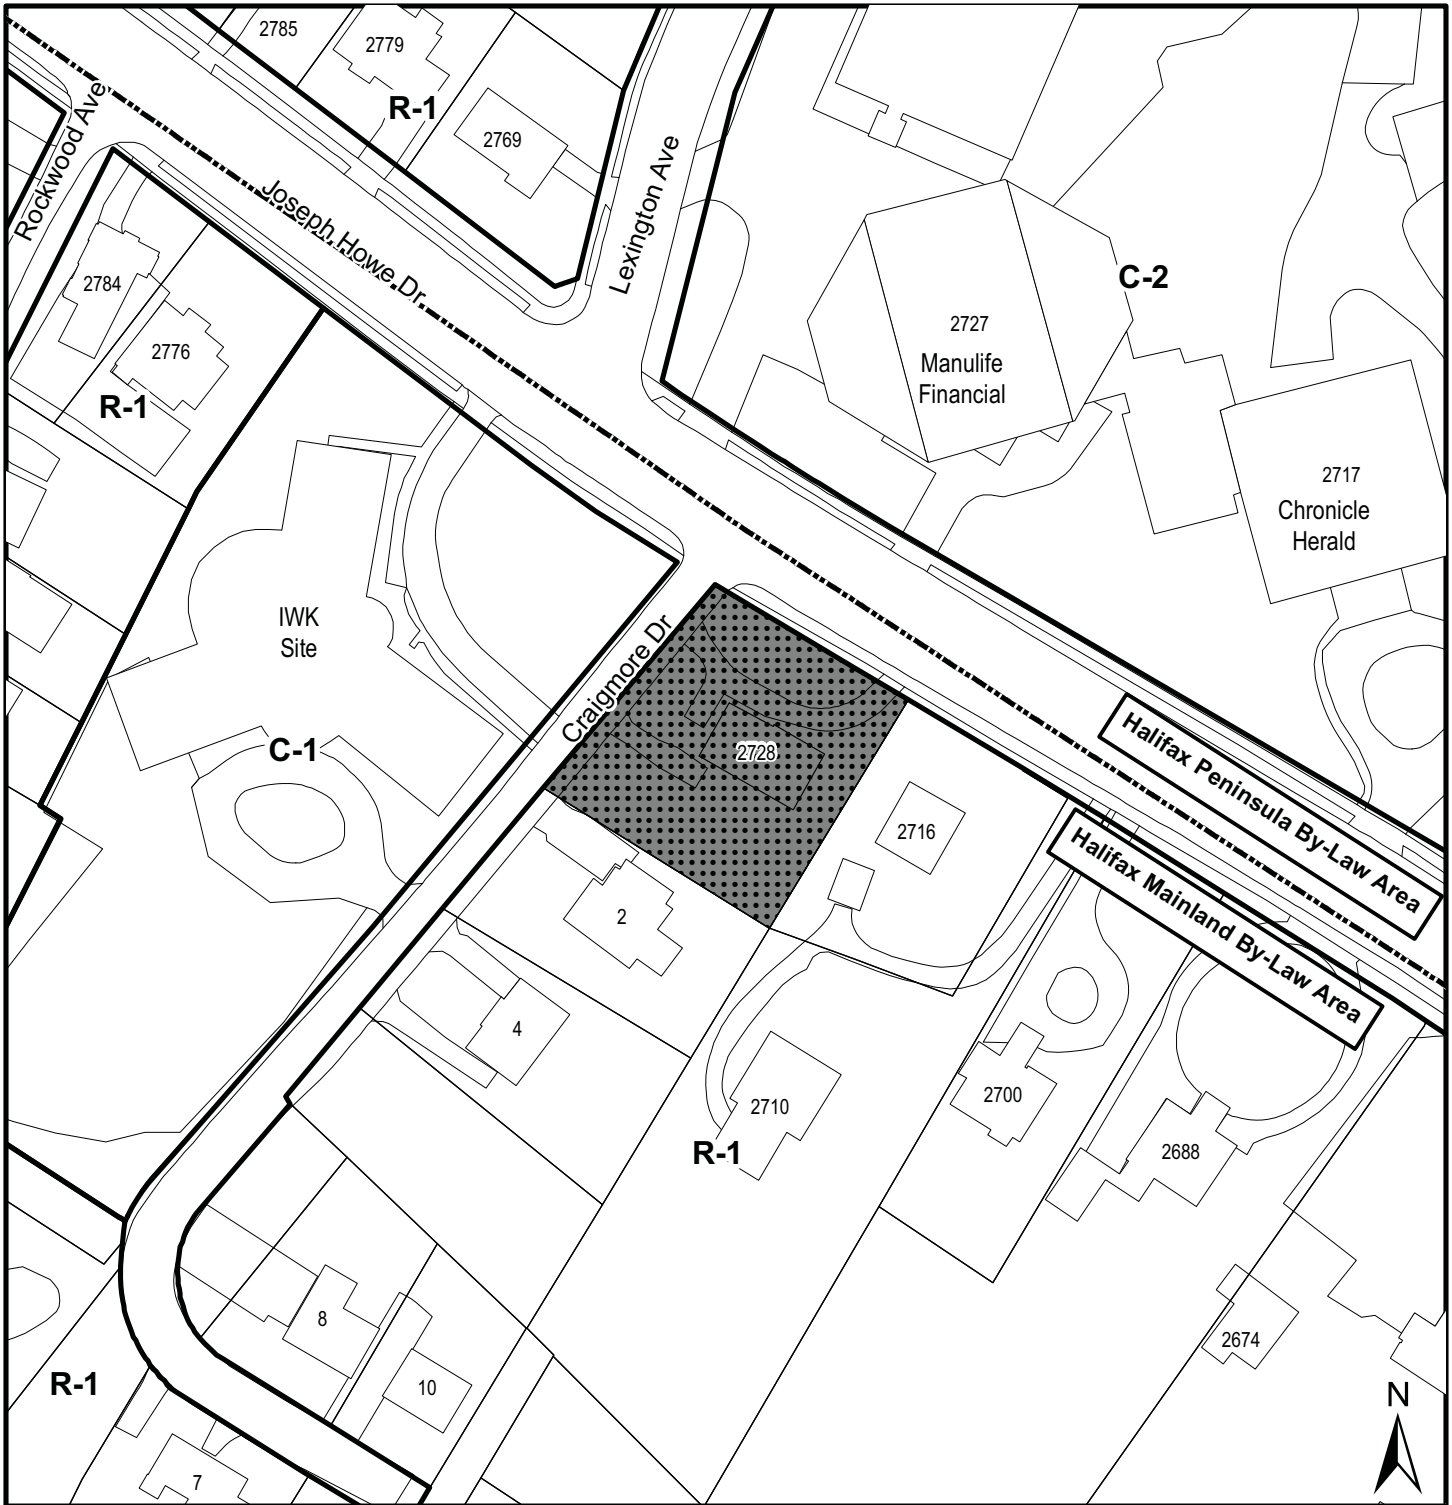 2785
2779
R-1
2769
Rockwood Ave
Joseph Howe Dr
Lexington Ave
2784
2776
R-1
C-2
2727
Manulife
Financial
2717
Chronicle
Herald
IWK
Site
Craigmore Dr
C-1
2728
2716
Halifax Peninsula By-Law Area
Halifax Mainland By-Law Area
2
4
2710
2700
R-1
2688
8
10
2674
R-1
7
N